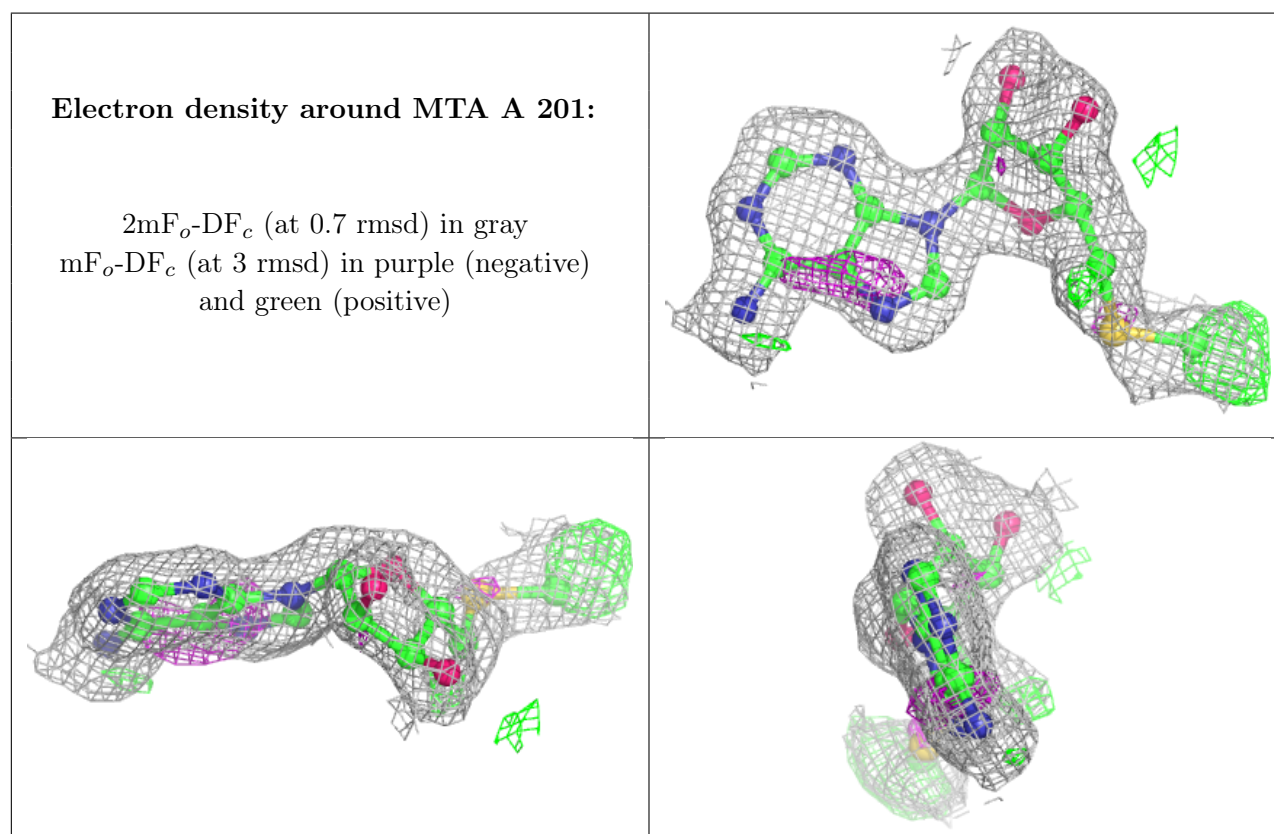 Electron density around MTA A 201:
2mFₒ-DF𝑐 (at 0.7 rmsd) in gray
mFₒ-DF𝑐 (at 3 rmsd) in purple (negative)
and green (positive)